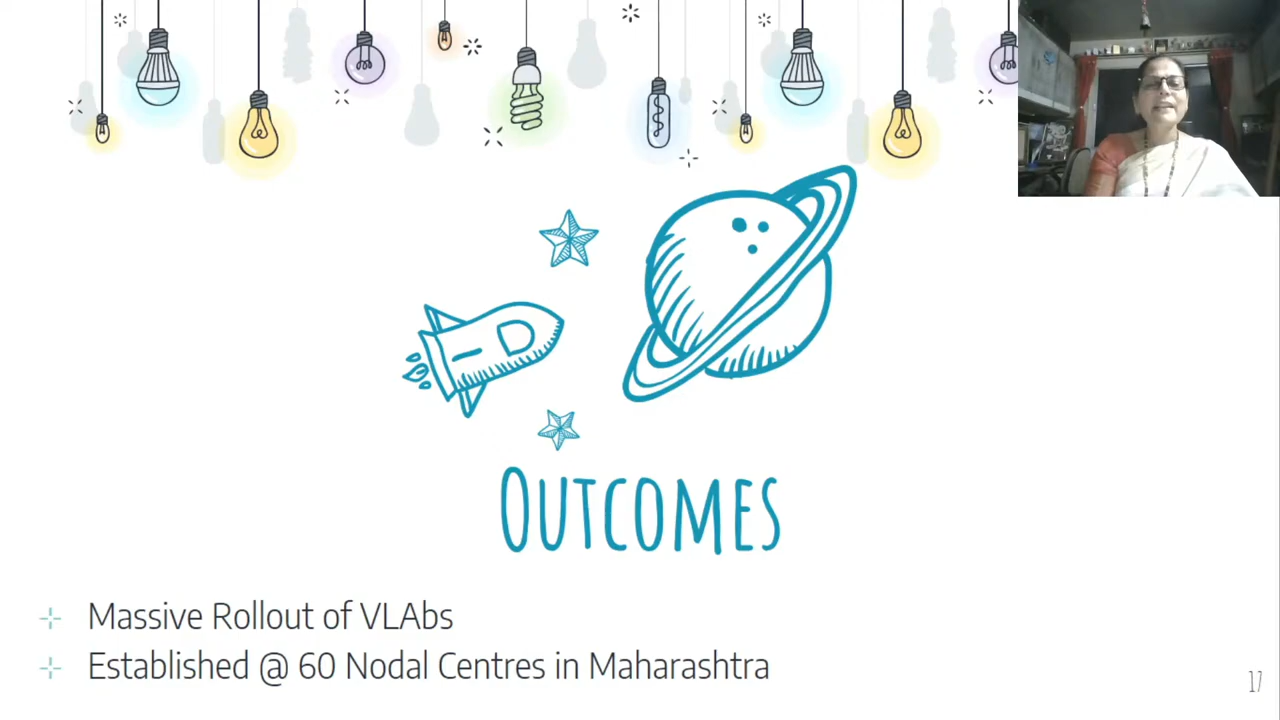 OUTCOMES
Massive Rollout of VLAbs
Established @ 60 Nodal Centres in Maharashtra
17